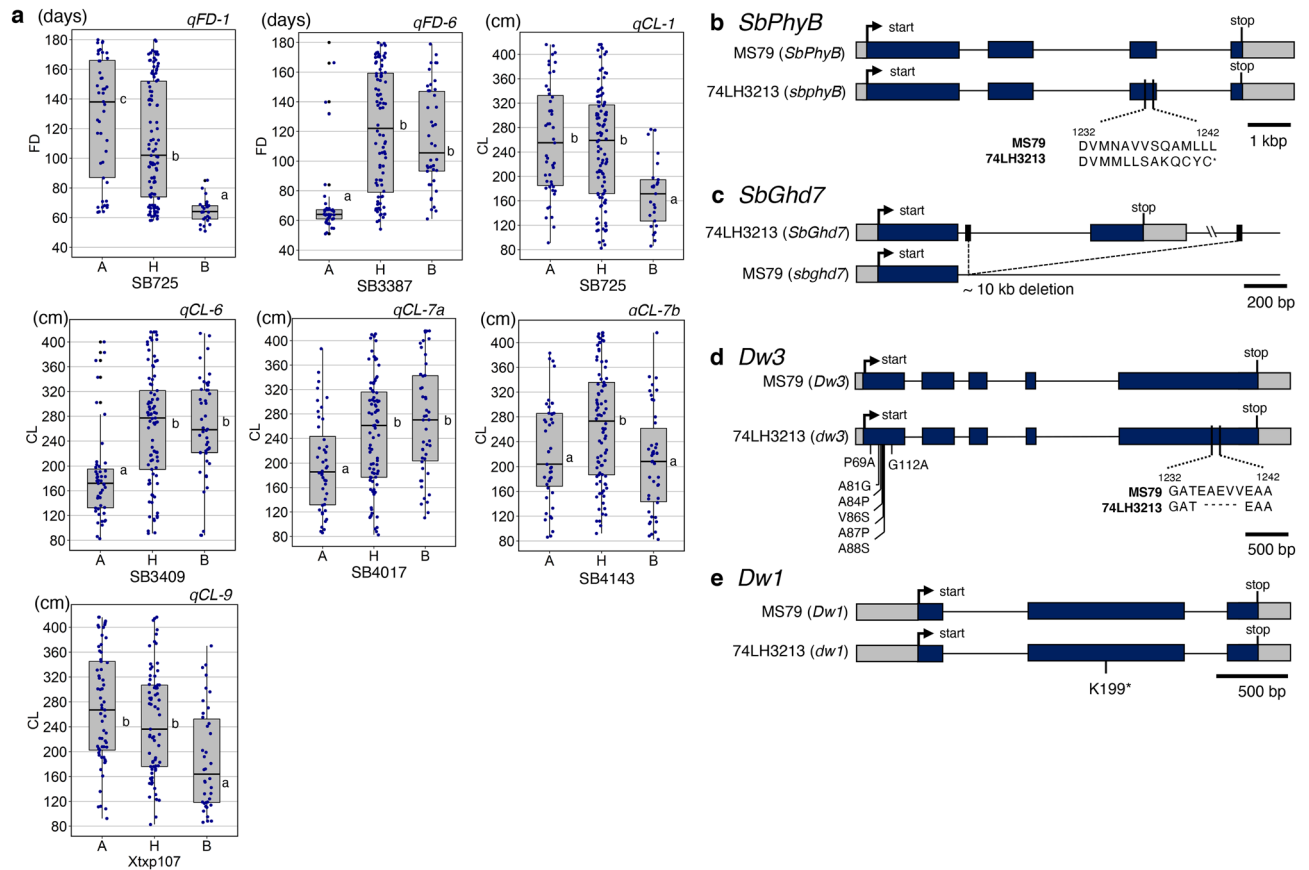 a
(days)
qFD-1
FD
180
160
140
120
100
80
60
40
c
b
a
A
H
B
SB725
(days)
qFD-6
FD
180
160
140
120
100
80
60
40
a
b
b
A
H
B
SB3387
(cm)
qCL-1
CL
400
360
320
280
240
200
160
120
80
b
b
a
A
H
B
SB725
(cm)
qCL-6
CL
400
360
320
280
240
200
160
120
80
a
b
b
A
H
B
SB3409
(cm)
qCL-7a
CL
400
360
320
280
240
200
160
120
80
a
b
b
A
H
B
SB4017
(cm)
qCL-7b
CL
400
360
320
280
240
200
160
120
80
a
b
a
A
H
B
SB4143
(cm)
qCL-9
CL
400
360
320
280
240
200
160
120
80
b
b
a
A
H
B
Xtxp107
b SbPhyB
start
stop
MS79 (SbPhyB)
start
stop
74LH3213 (sbphyB)
1232 1242
MS79 DVMNAVVSQAMLLL
74LH3213 DVMMLLSAKQCYC*
1 kbp
c SbGhd7
start
stop
74LH3213 (SbGhd7)
start
MS79 (sbghd7)
~ 10 kb deletion
200 bp
d Dw3
start
stop
MS79 (Dw3)
start
stop
74LH3213 (dw3)
P69A
G112A
A81G
A84P
V86S
A87P
A88S
1232 1242
MS79 GATEAEVVEAA
74LH3213 GAT - - - - - EAA
500 bp
e Dw1
start
stop
MS79 (Dw1)
start
stop
74LH3213 (dw1)
K199*
500 bp